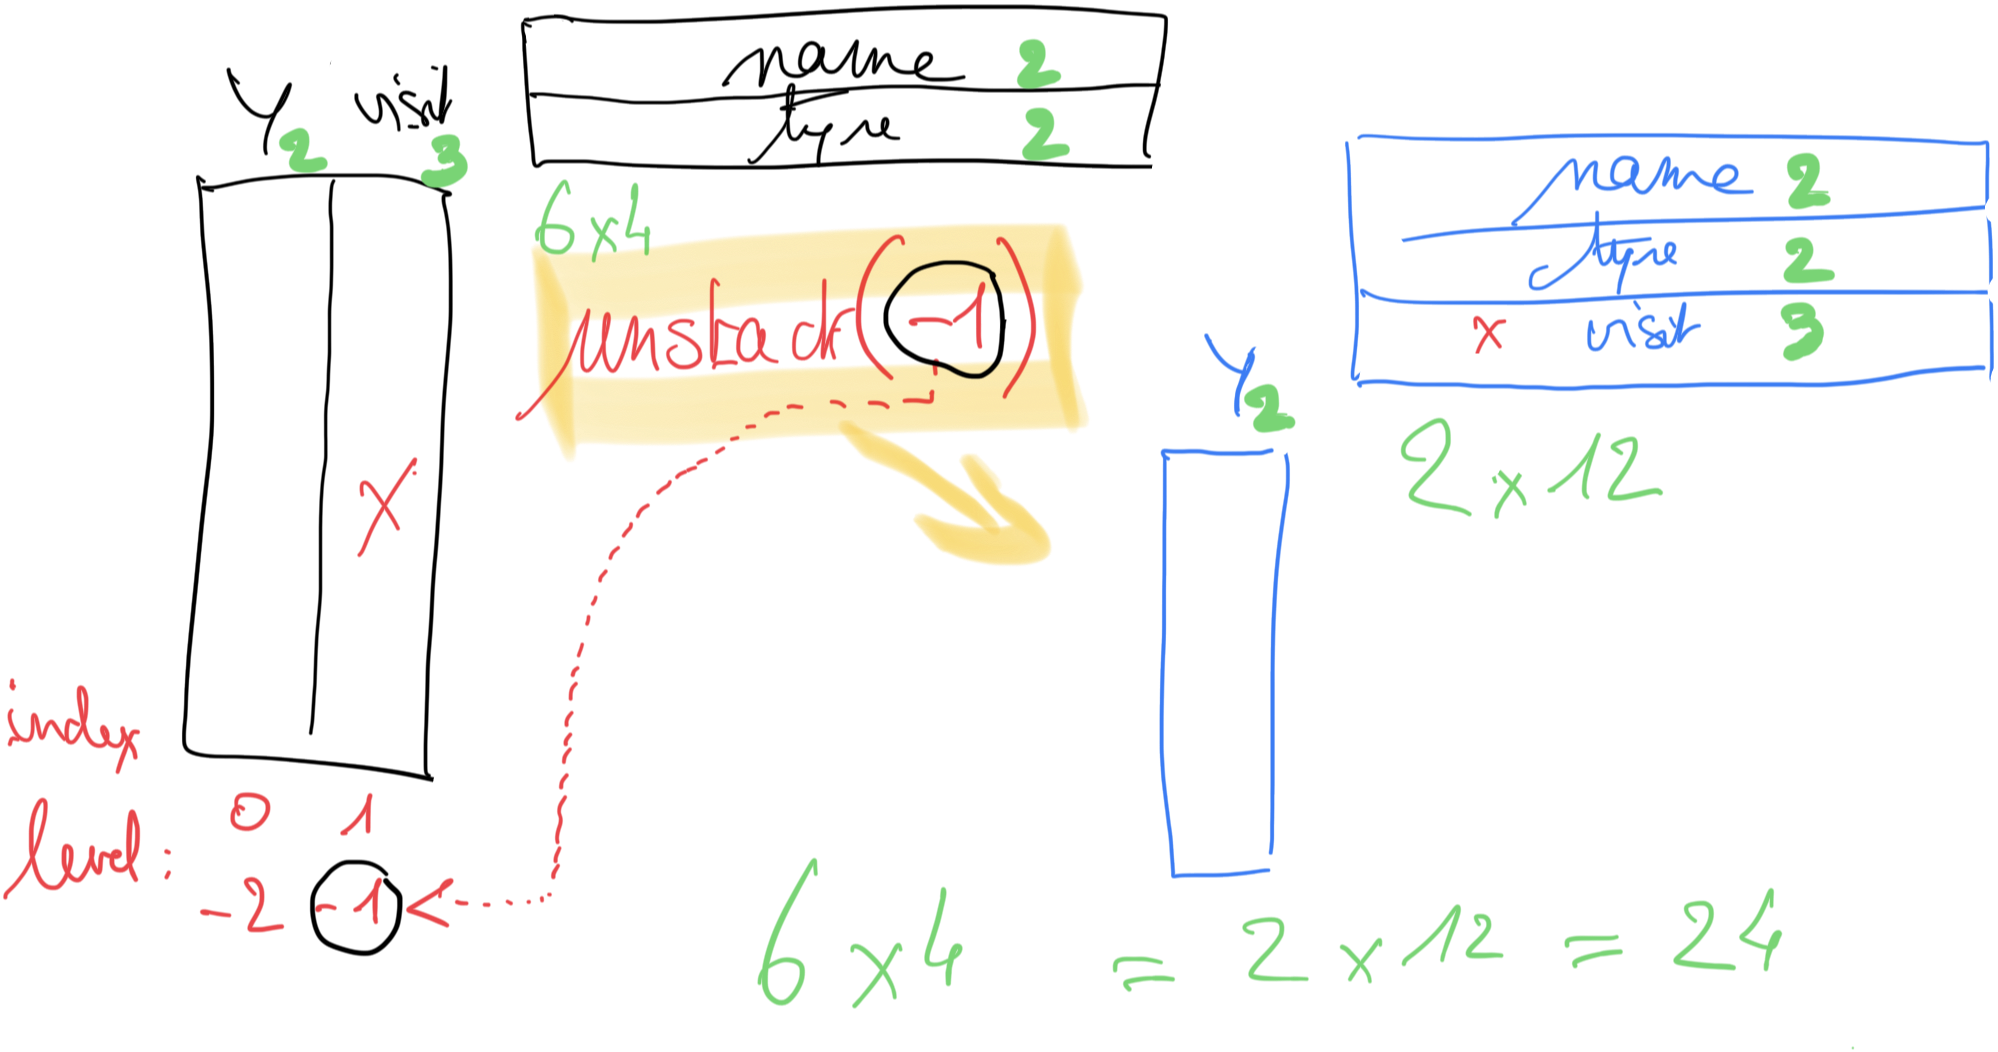 Y 2 visit 3
name 2
type 2
6x4
unstack(-1)
x
index
level:
0 1
-2 -1
name 2
type 2
x visit 3
Y 2
2x12
6x4 = 2x12 = 24